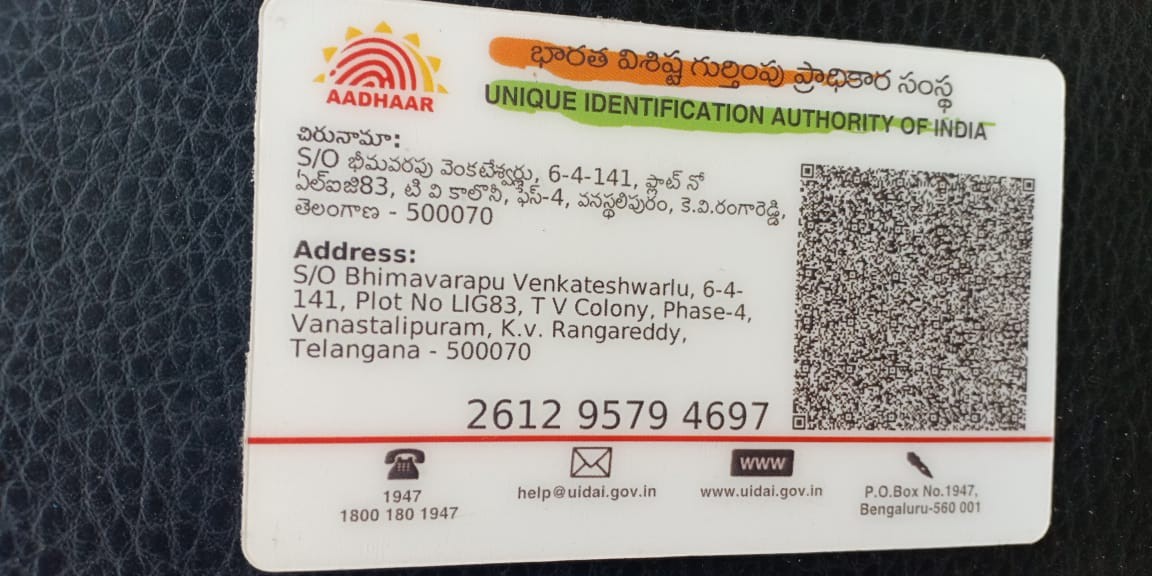 AADHAAR
భారత విశిష్ట గుర్తింపు ప్రాధికార సంస్థ
UNIQUE IDENTIFICATION AUTHORITY OF INDIA
చిరునామా:
S/O భీమవరపు వెంకటేశ్వర్లు, 6-4-141, ప్లాట్ నో
ఏల్ఐజి83, టి వి కాలొనీ, ఫేస్-4, వనస్థలిపురం, కె.వి.రంగారెడ్డి,
తెలంగాణ - 500070
Address:
S/O Bhimavarapu Venkateshwarlu, 6-4-
141, Plot No LIG83, T V Colony, Phase-4,
Vanastalipuram, K.v. Rangareddy,
Telangana - 500070
2612 9579 4697
1947
1800 180 1947
help@uidai.gov.in
WWW
www.uidai.gov.in
P.O.Box No.1947,
Bengaluru-560 001